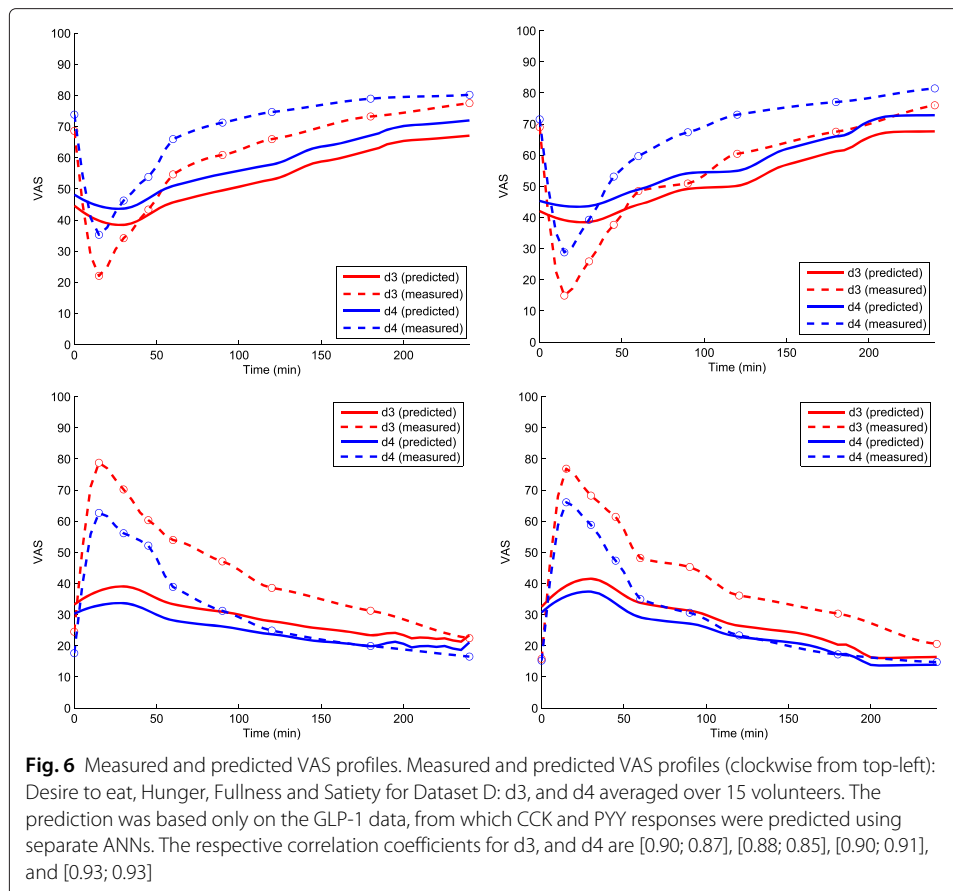 100
90
80
70
60
50
40
30
20
10
0
VAS
0 50 100 150 200
Time (min)
d3 (predicted)
d3 (measured)
d4 (predicted)
d4 (measured)
100
90
80
70
60
50
40
30
20
10
0
VAS
0 50 100 150 200
Time (min)
d3 (predicted)
d3 (measured)
d4 (predicted)
d4 (measured)
100
90
80
70
60
50
40
30
20
10
0
VAS
0 50 100 150 200
Time (min)
d3 (predicted)
d3 (measured)
d4 (predicted)
d4 (measured)
100
90
80
70
60
50
40
30
20
10
0
VAS
0 50 100 150 200
Time (min)
d3 (predicted)
d3 (measured)
d4 (predicted)
d4 (measured)
Fig. 6 Measured and predicted VAS profiles. Measured and predicted VAS profiles (clockwise from top-left):
Desire to eat, Hunger, Fullness and Satiety for Dataset D: d3, and d4 averaged over 15 volunteers. The
prediction was based only on the GLP-1 data, from which CCK and PYY responses were predicted using
separate ANNs. The respective correlation coefficients for d3, and d4 are [0.90; 0.87], [0.88; 0.85], [0.90; 0.91],
and [0.93; 0.93]